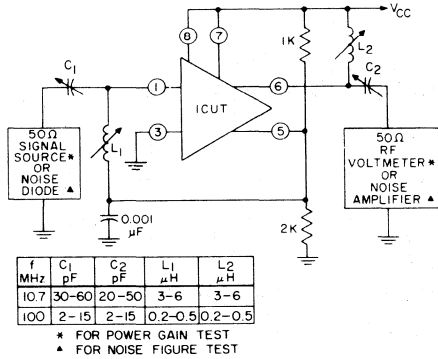 VCC
8
7
1K
L2
C1
C2
1
6
ICUT
3
5
L1
50Ω
SIGNAL
SOURCE*
OR
NOISE
DIODE ▲
50Ω
RF
VOLTMETER*
OR
NOISE
AMPLIFIER ▲
0.001
μF
2K
f MHz C1 pF C2 pF L1 μH L2 μH
10.7 30-60 20-50 3-6 3-6
100 2-15 2-15 0.2-0.5 0.2-0.5
* FOR POWER GAIN TEST
▲ FOR NOISE FIGURE TEST